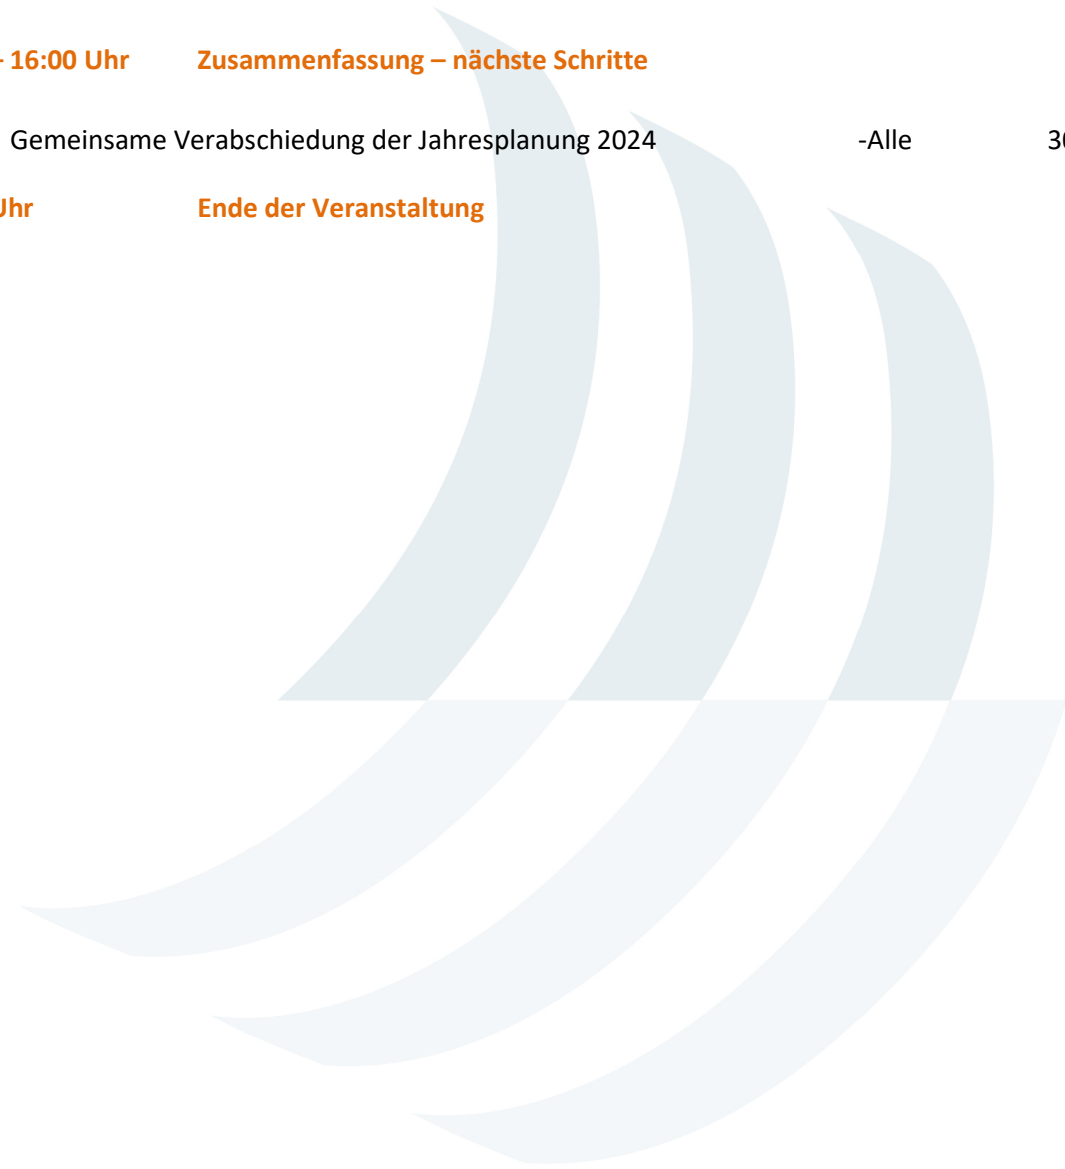 - 16:00 Uhr Zusammenfassung – nächste Schritte
Gemeinsame Verabschiedung der Jahresplanung 2024 -Alle
Uhr Ende der Veranstaltung